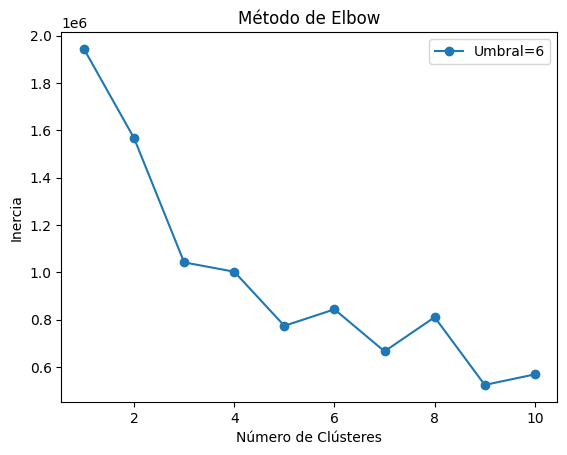 Método de Elbow
1e6
Umbral=6
2.0
1.8
1.6
1.4
1.2
1.0
0.8
0.6
Inercia
2 4 6 8 10
Número de Clústeres